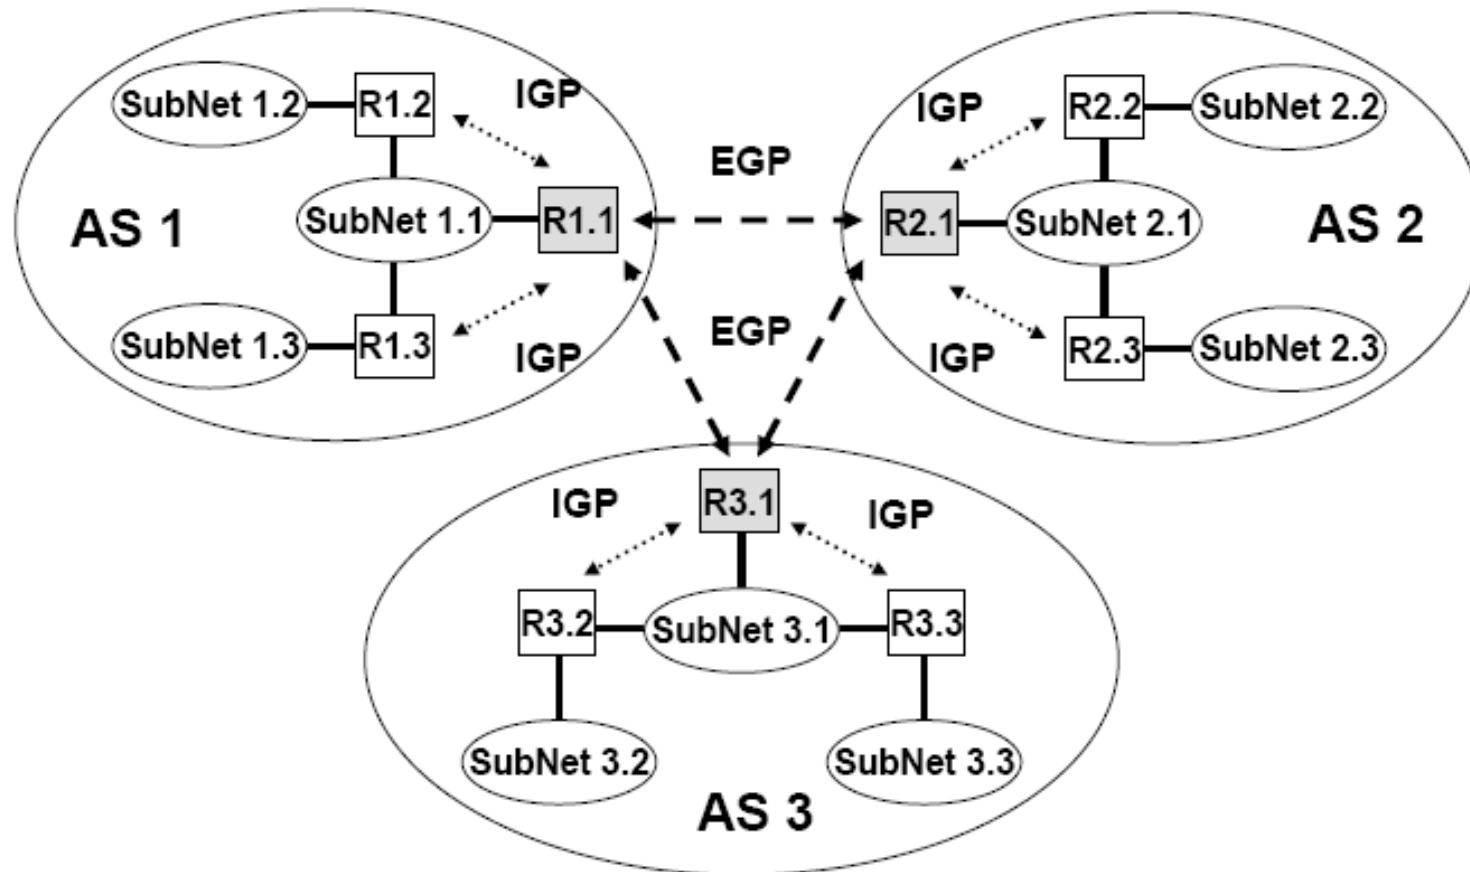 SubNet 1.2
R1.2
IGP
SubNet 1.1
R1.1
AS 1
SubNet 1.3
R1.3
IGP
EGP
EGP
IGP
R2.2
SubNet 2.2
R2.1
SubNet 2.1
AS 2
IGP
R2.3
SubNet 2.3
IGP
R3.1
IGP
R3.2
SubNet 3.1
R3.3
SubNet 3.2
SubNet 3.3
AS 3